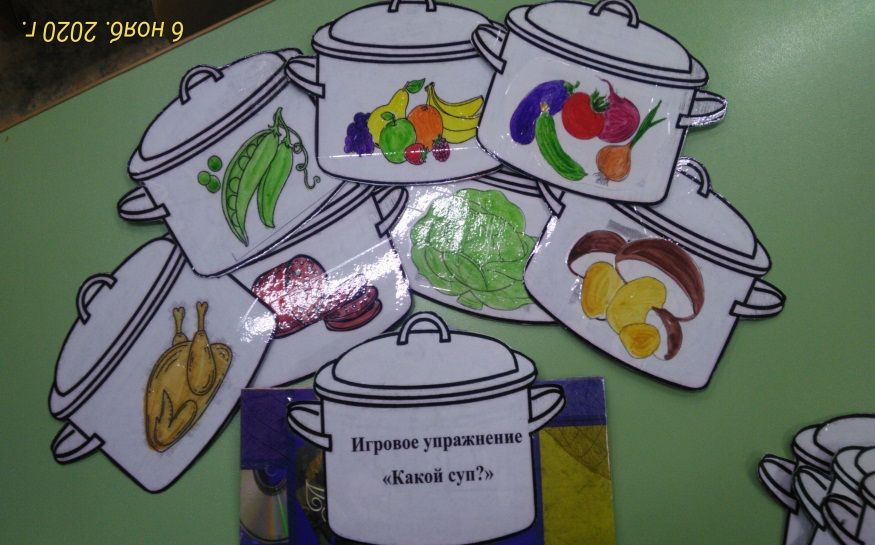 6 нояб. 2020 г.
Игровое упражнение
«Какой суп?»